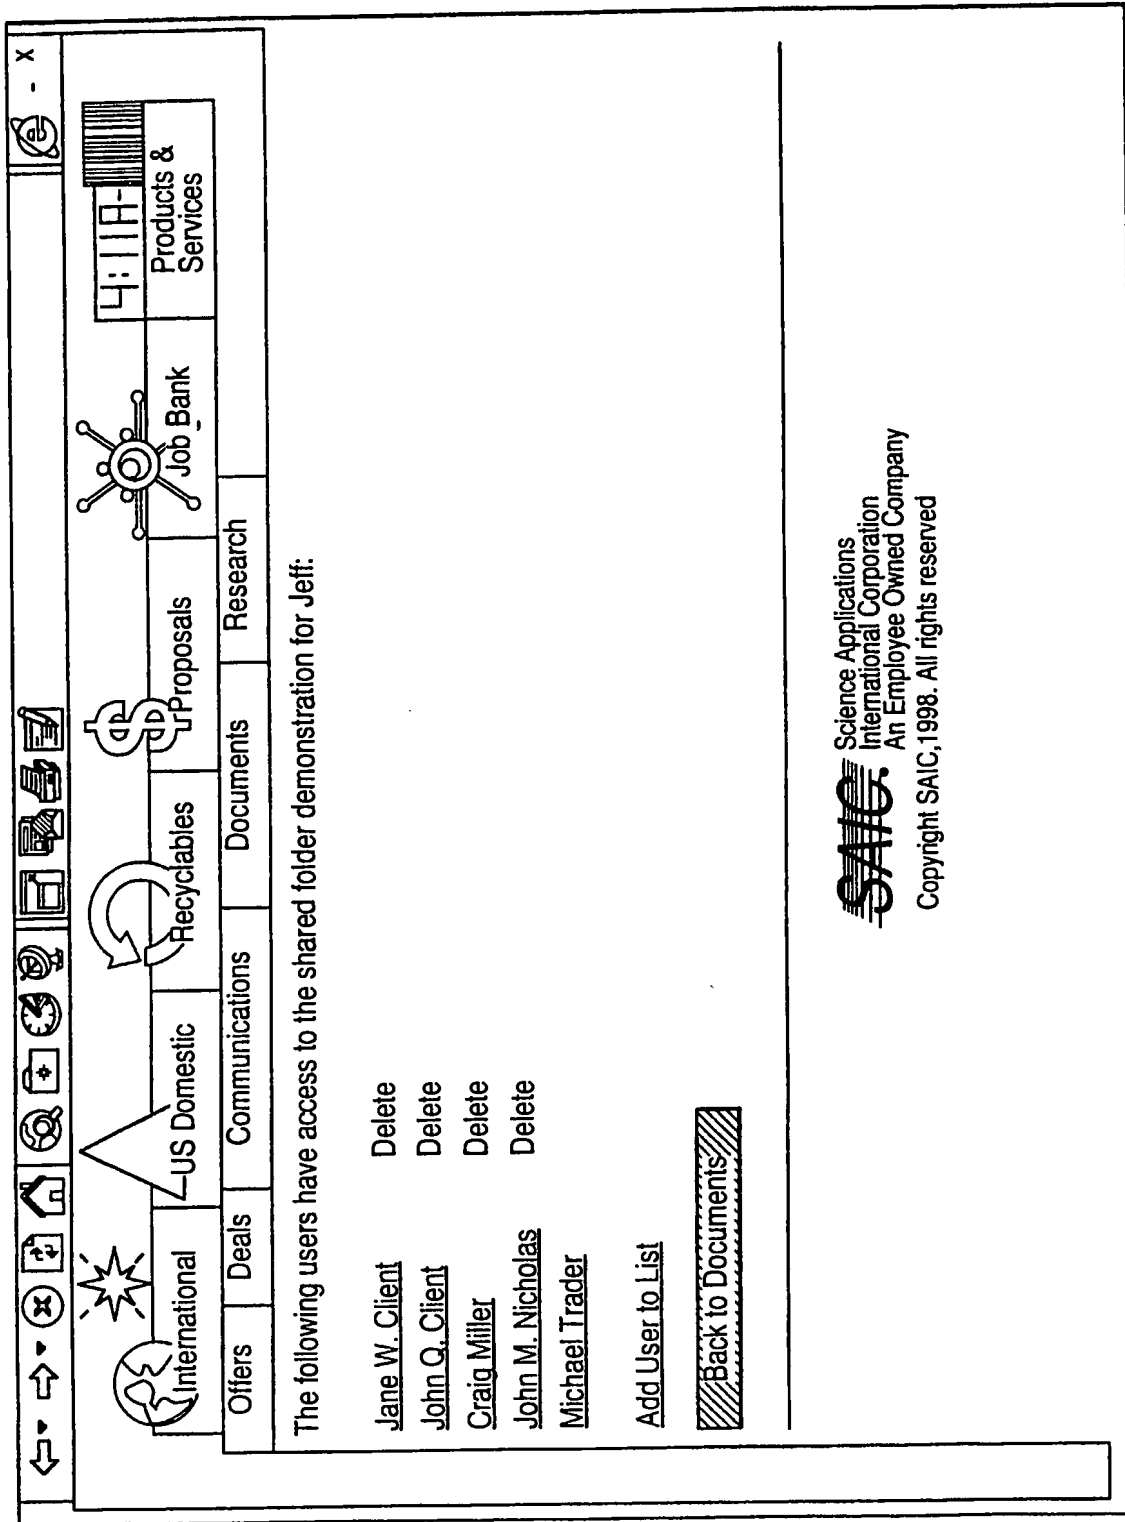 - x
4:11A-
International
US Domestic
Recyclables
Proposals
Job Bank
Products &
Services
Offers
Deals
Communications
Documents
Research
The following users have access to the shared folder demonstration for Jeff:
Jane W. Client Delete
John Q. Client Delete
Craig Miller Delete
John M. Nicholas Delete
Michael Trader
Add User to List
Back to Documents
SAIC.
Science Applications
International Corporation
An Employee Owned Company
Copyright SAIC,1998. All rights reserved